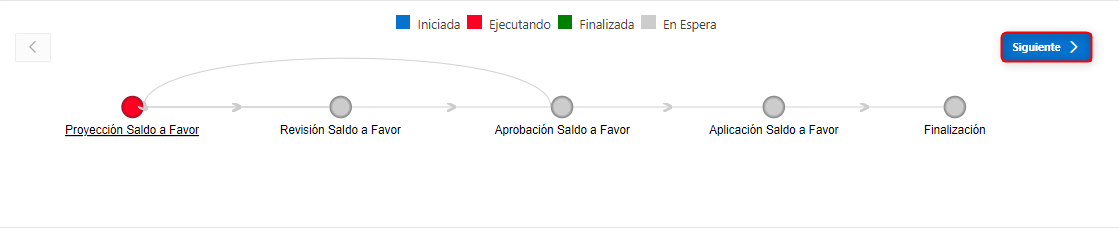 Iniciada Ejecutando Finalizada En Espera
Siguiente
Proyección Saldo a Favor Revisión Saldo a Favor Aprobación Saldo a Favor Aplicación Saldo a Favor Finalización